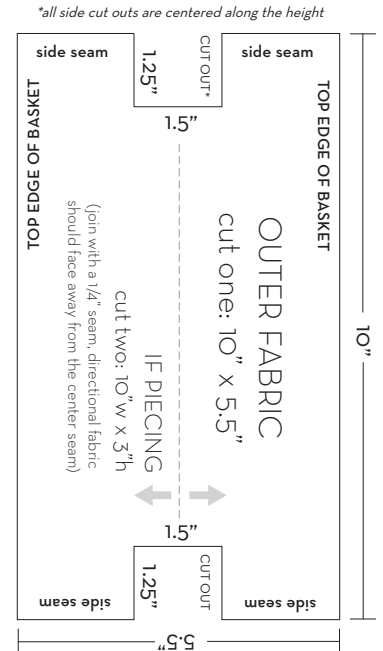 *all side cut outs are centered along the height
side seam
1.25"
CUT OUT*
side seam
1.5"
TOP EDGE OF BASKET
TOP EDGE OF BASKET
OUTER FABRIC
cut one: 10" x 5.5"
IF PIECING
cut two: 10"w x 3"h
(join with a 1/4" seam, directional fabric
should face away from the center seam)
10"
1.5"
side seam
1.25"
CUT OUT
side seam
5.5"